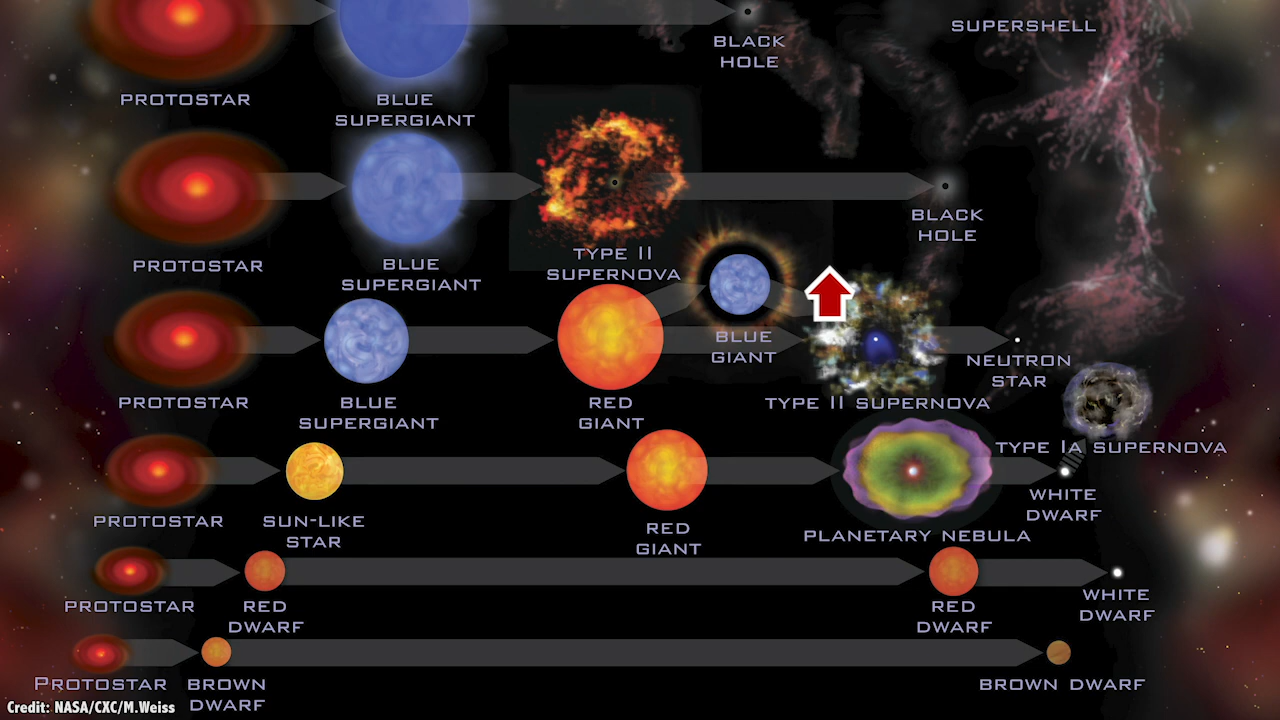 SUPERSHELL
BLACK
HOLE
PROTOSTAR
BLUE
SUPERGIANT
BLACK
HOLE
PROTOSTAR
BLUE
SUPERGIANT
TYPE II
SUPERNOVA
BLUE
GIANT
NEUTRON
STAR
PROTOSTAR
BLUE
SUPERGIANT
RED
GIANT
TYPE II SUPERNOVA
TYPE IA SUPERNOVA
PROTOSTAR
SUN-LIKE
STAR
RED
GIANT
PLANETARY NEBULA
WHITE
DWARF
PROTOSTAR
RED
DWARF
RED
DWARF
WHITE
DWARF
PROTOSTAR
BROWN
DWARF
BROWN DWARF
Credit: NASA/CXC/M.Weiss